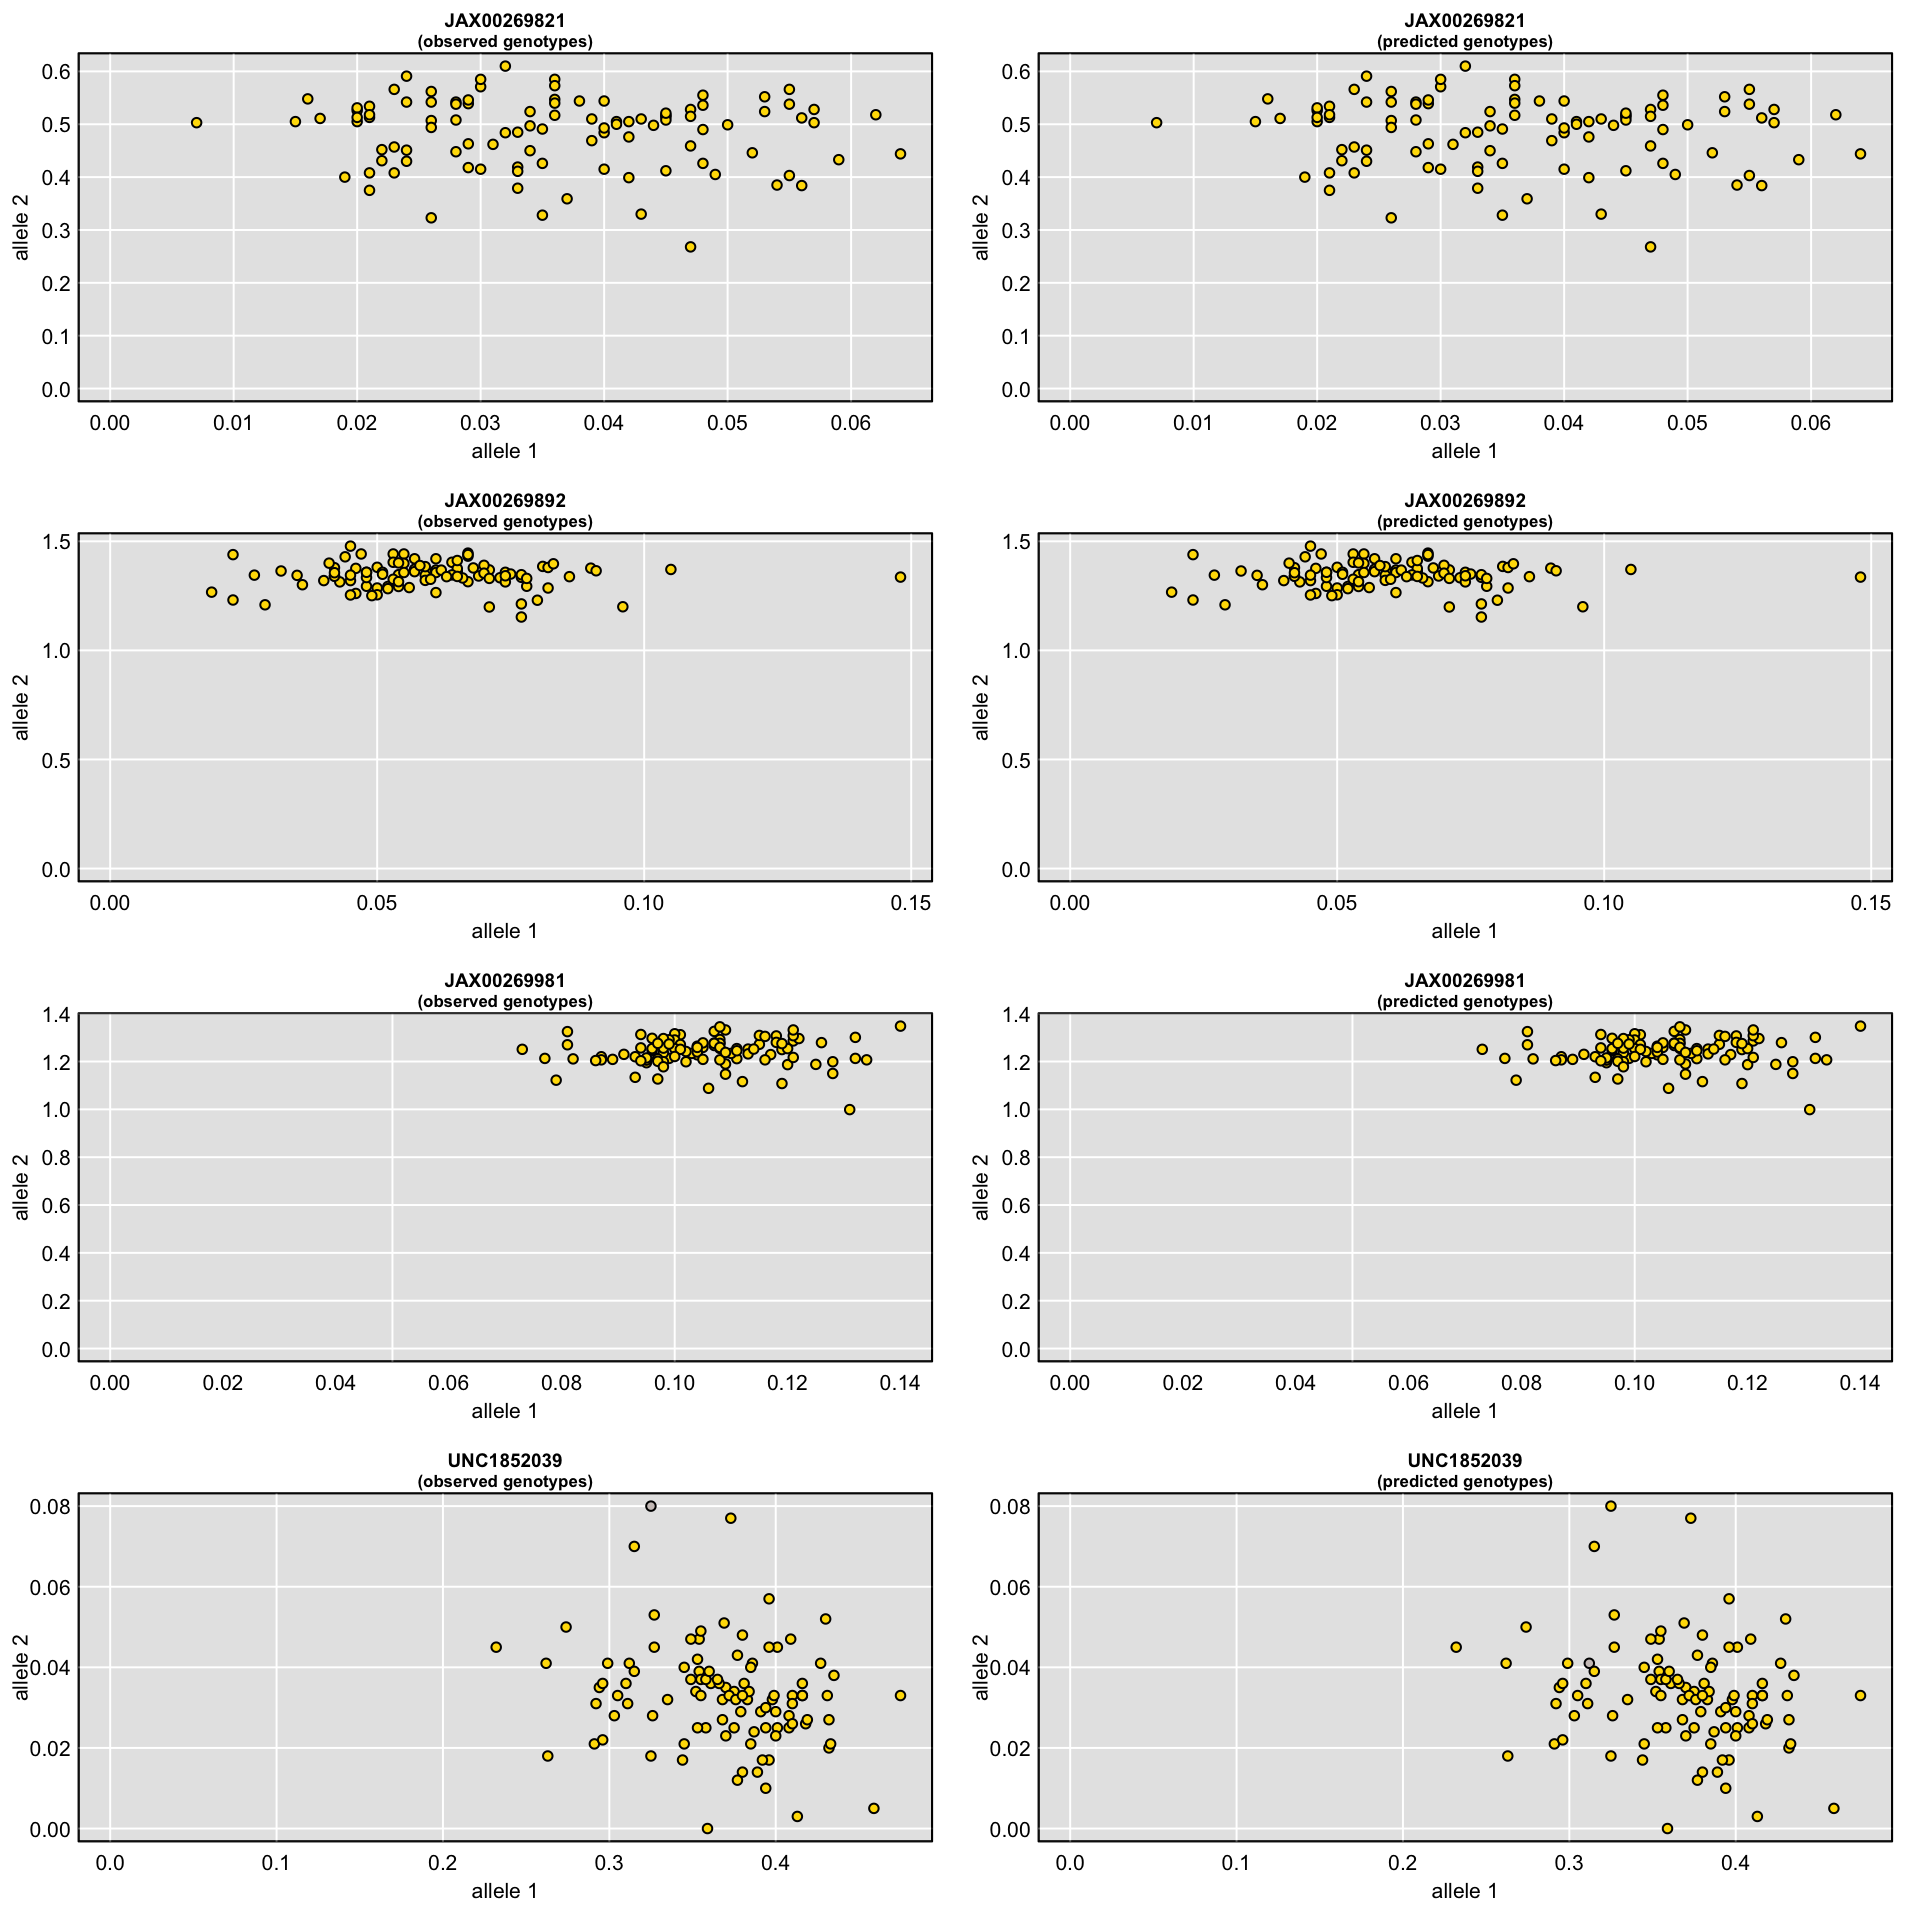 JAX00269821
(observed genotypes)
0.6
0.5
0.4
0.3
0.2
0.1
0.0
allele 2
0.00 0.01 0.02 0.03 0.04 0.05 0.06
allele 1
JAX00269821
(predicted genotypes)
0.6
0.5
0.4
0.3
0.2
0.1
0.0
allele 2
0.00 0.01 0.02 0.03 0.04 0.05 0.06
allele 1
JAX00269892
(observed genotypes)
1.5
1.0
0.5
0.0
allele 2
0.00 0.05 0.10 0.15
allele 1
JAX00269892
(predicted genotypes)
1.5
1.0
0.5
0.0
allele 2
0.00 0.05 0.10 0.15
allele 1
JAX00269981
(observed genotypes)
1.4
1.2
1.0
0.8
0.6
0.4
0.2
0.0
allele 2
0.00 0.02 0.04 0.06 0.08 0.10 0.12 0.14
allele 1
JAX00269981
(predicted genotypes)
1.4
1.2
1.0
0.8
0.6
0.4
0.2
0.0
allele 2
0.00 0.02 0.04 0.06 0.08 0.10 0.12 0.14
allele 1
UNC1852039
(observed genotypes)
0.08
0.06
0.04
0.02
0.00
allele 2
0.0 0.1 0.2 0.3 0.4
allele 1
UNC1852039
(predicted genotypes)
0.08
0.06
0.04
0.02
0.00
allele 2
0.0 0.1 0.2 0.3 0.4
allele 1